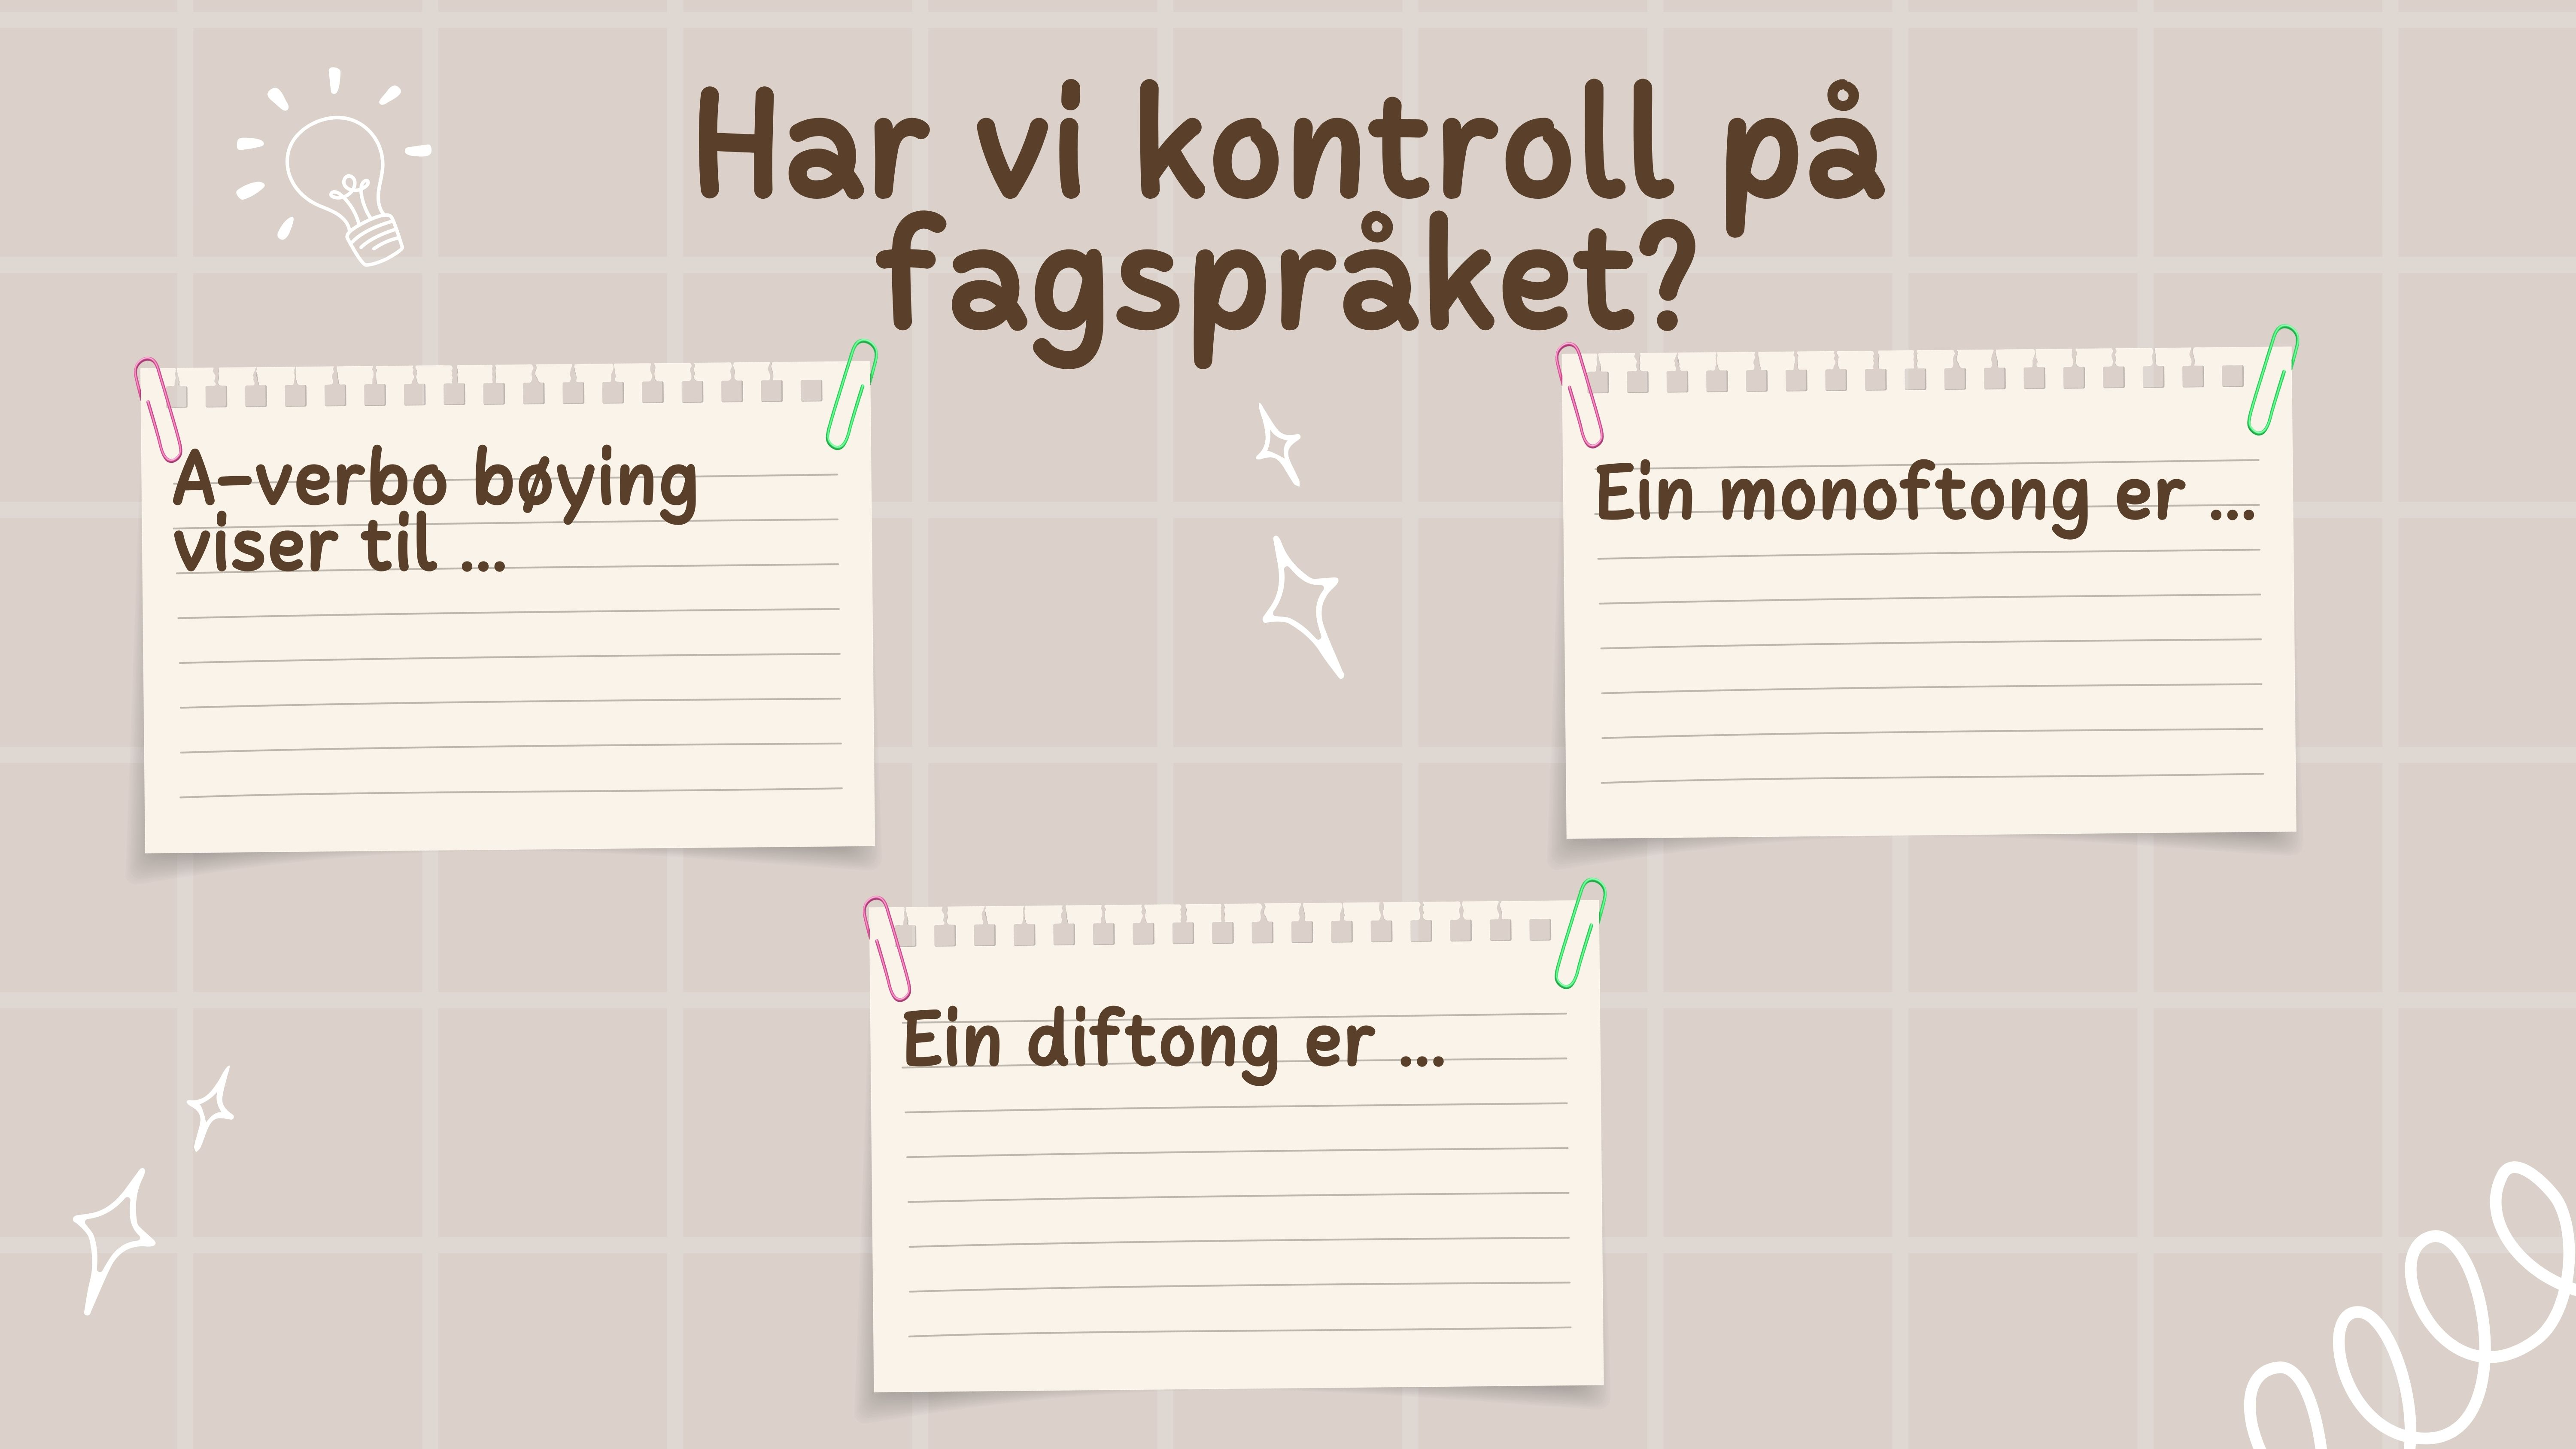 Har vi kontroll på
fagspråket?
A-verbo bøying
viser til ...
Ein monoftong er ...
Ein diftong er ...